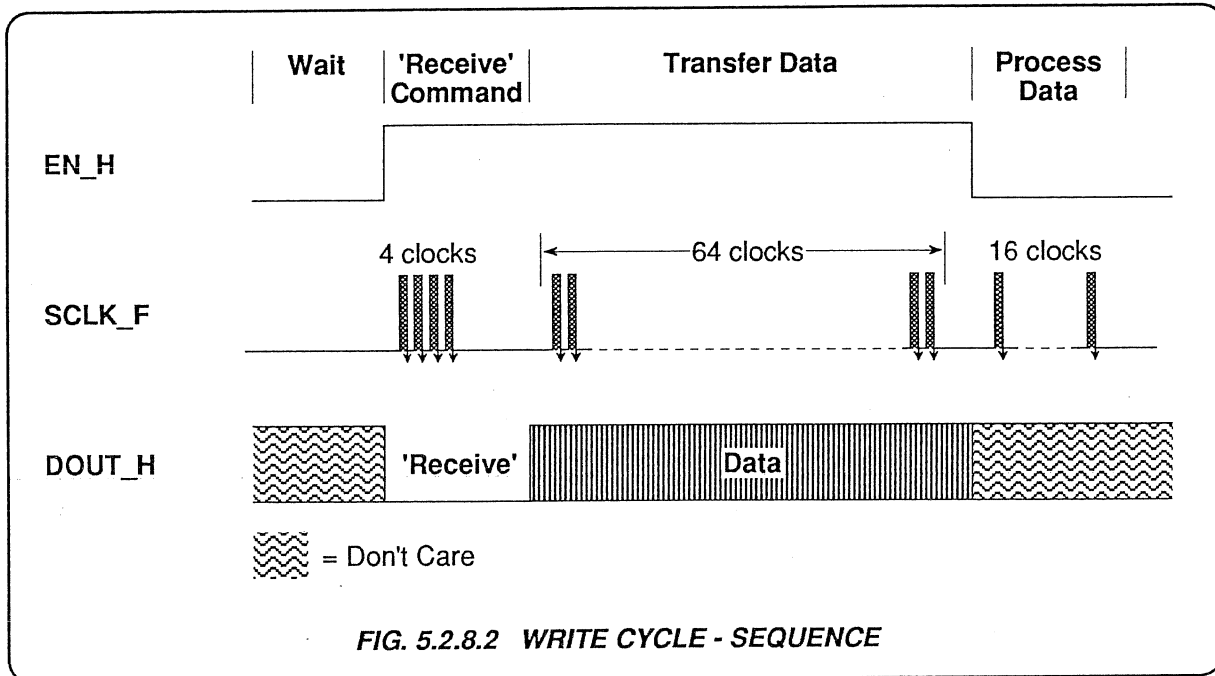 Wait
'Receive' Command
Transfer Data
Process Data
EN_H
4 clocks
64 clocks
16 clocks
SCLK_F
DOUT_H
'Receive'
Data
= Don't Care
FIG. 5.2.8.2 WRITE CYCLE - SEQUENCE